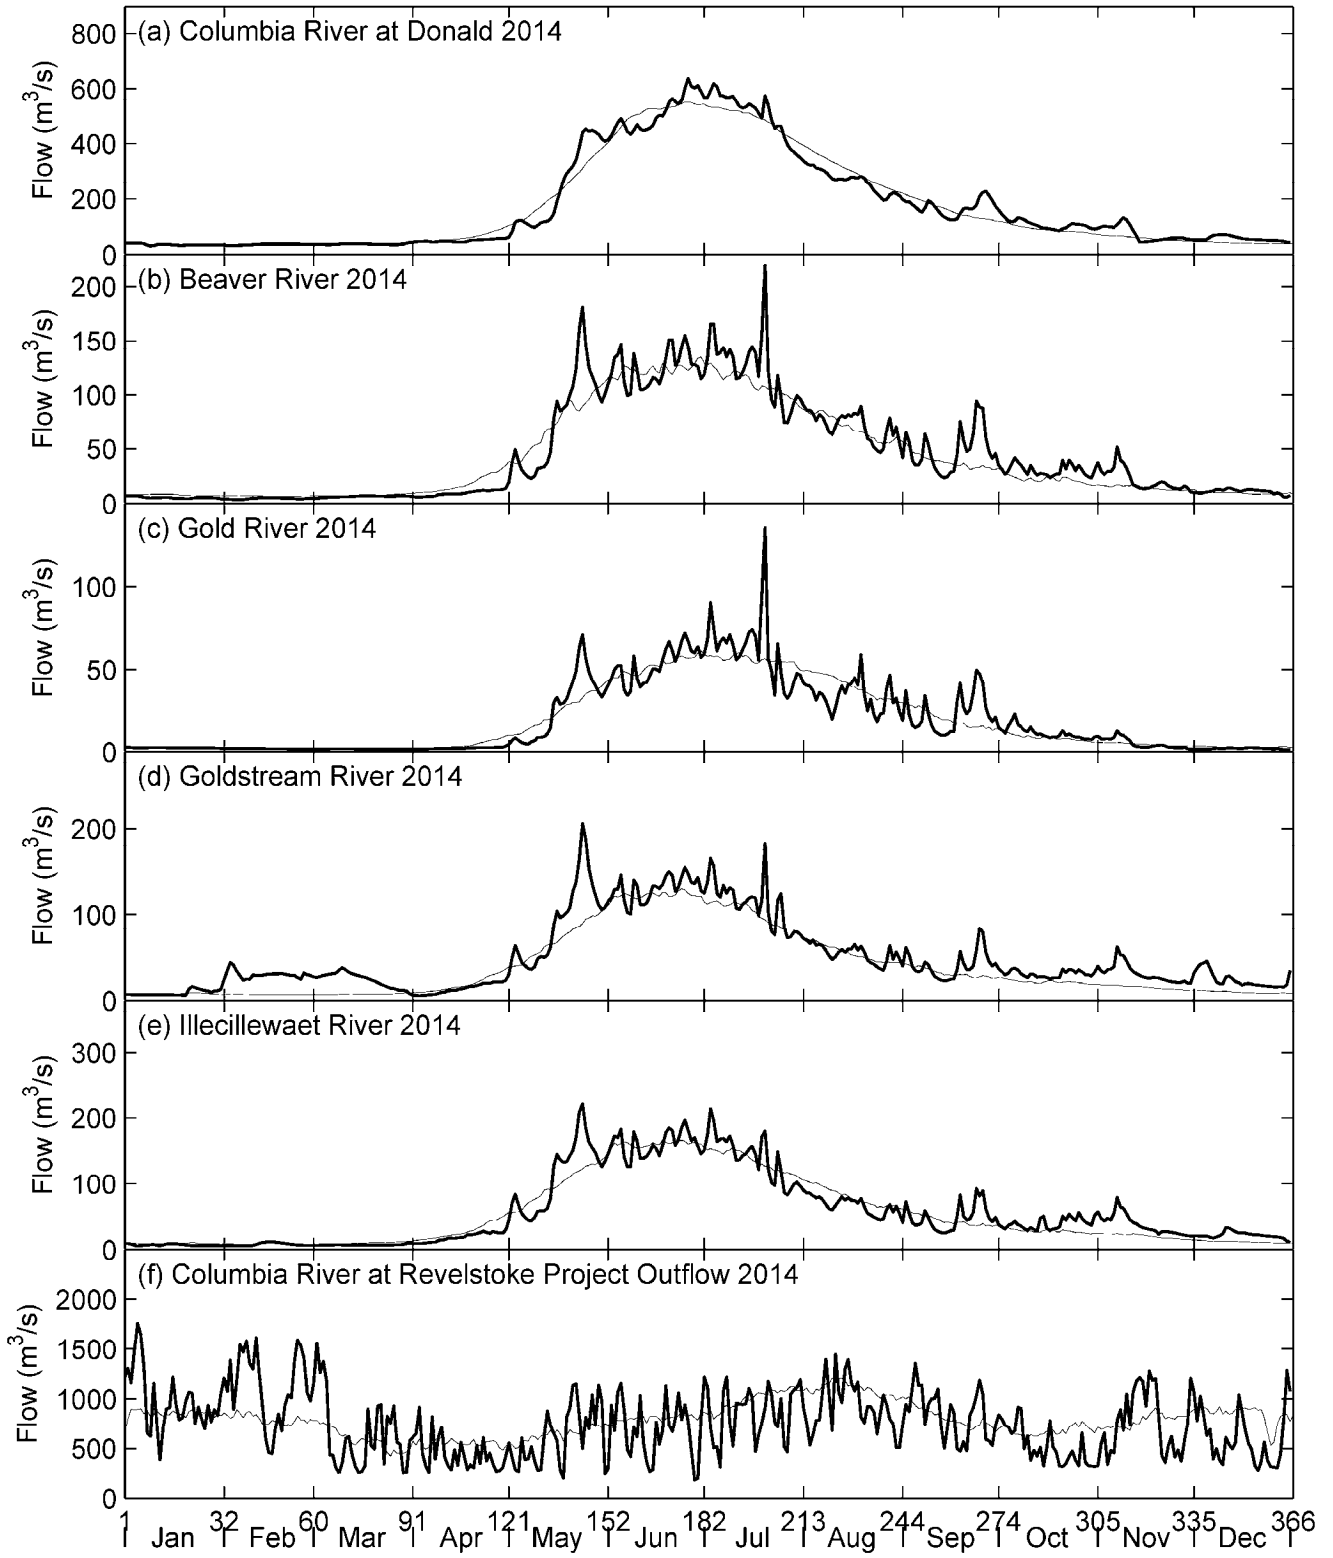 (a) Columbia River at Donald 2014
Flow (m³/s)
800
600
400
200
0
(b) Beaver River 2014
Flow (m³/s)
200
150
100
50
0
(c) Gold River 2014
Flow (m³/s)
100
50
0
(d) Goldstream River 2014
Flow (m³/s)
200
100
0
(e) Illecillewaet River 2014
Flow (m³/s)
300
200
100
0
(f) Columbia River at Revelstoke Project Outflow 2014
Flow (m³/s)
2000
1500
1000
500
0
0
1 32 60 91 121 152 182 213 244 274 305 335 366
Jan Feb Mar Apr May Jun Jul Aug Sep Oct Nov Dec